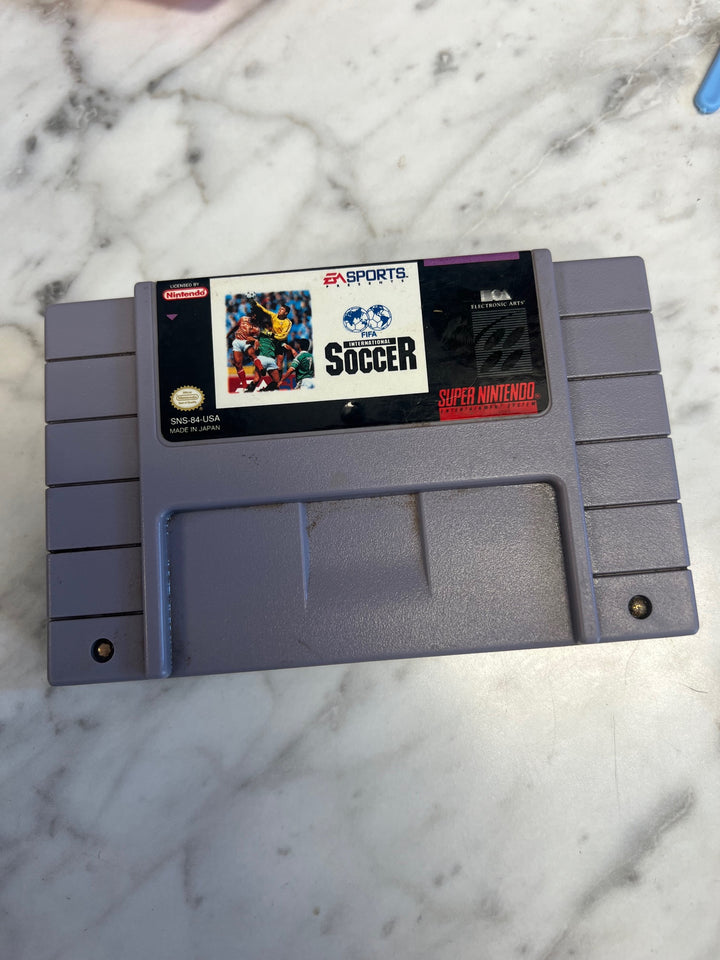 LICENSED BY
Nintendo
EA SPORTS
PRESENTS
FIFA
INTERNATIONAL
SOCCER
SNS-84-USA
MADE IN JAPAN
ELECTRONIC ARTS
SUPER NINTENDO
ENTERTAINMENT SYSTEM